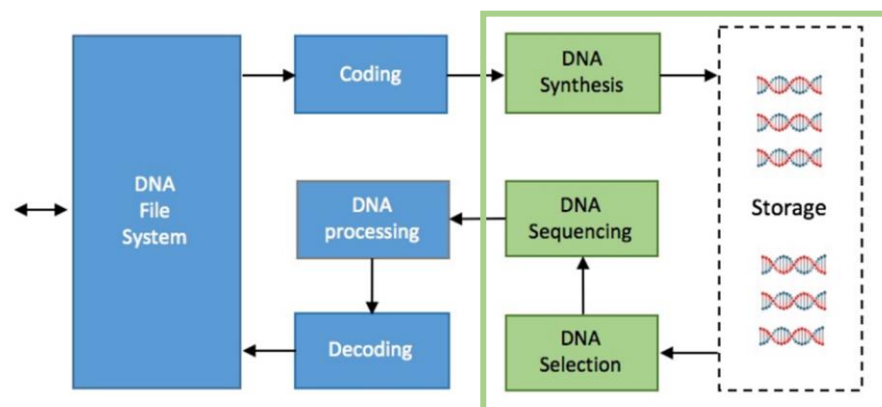 DNA
File
System
Coding
DNA
Synthesis
DNA
processing
DNA
Sequencing
Storage
Decoding
DNA
Selection